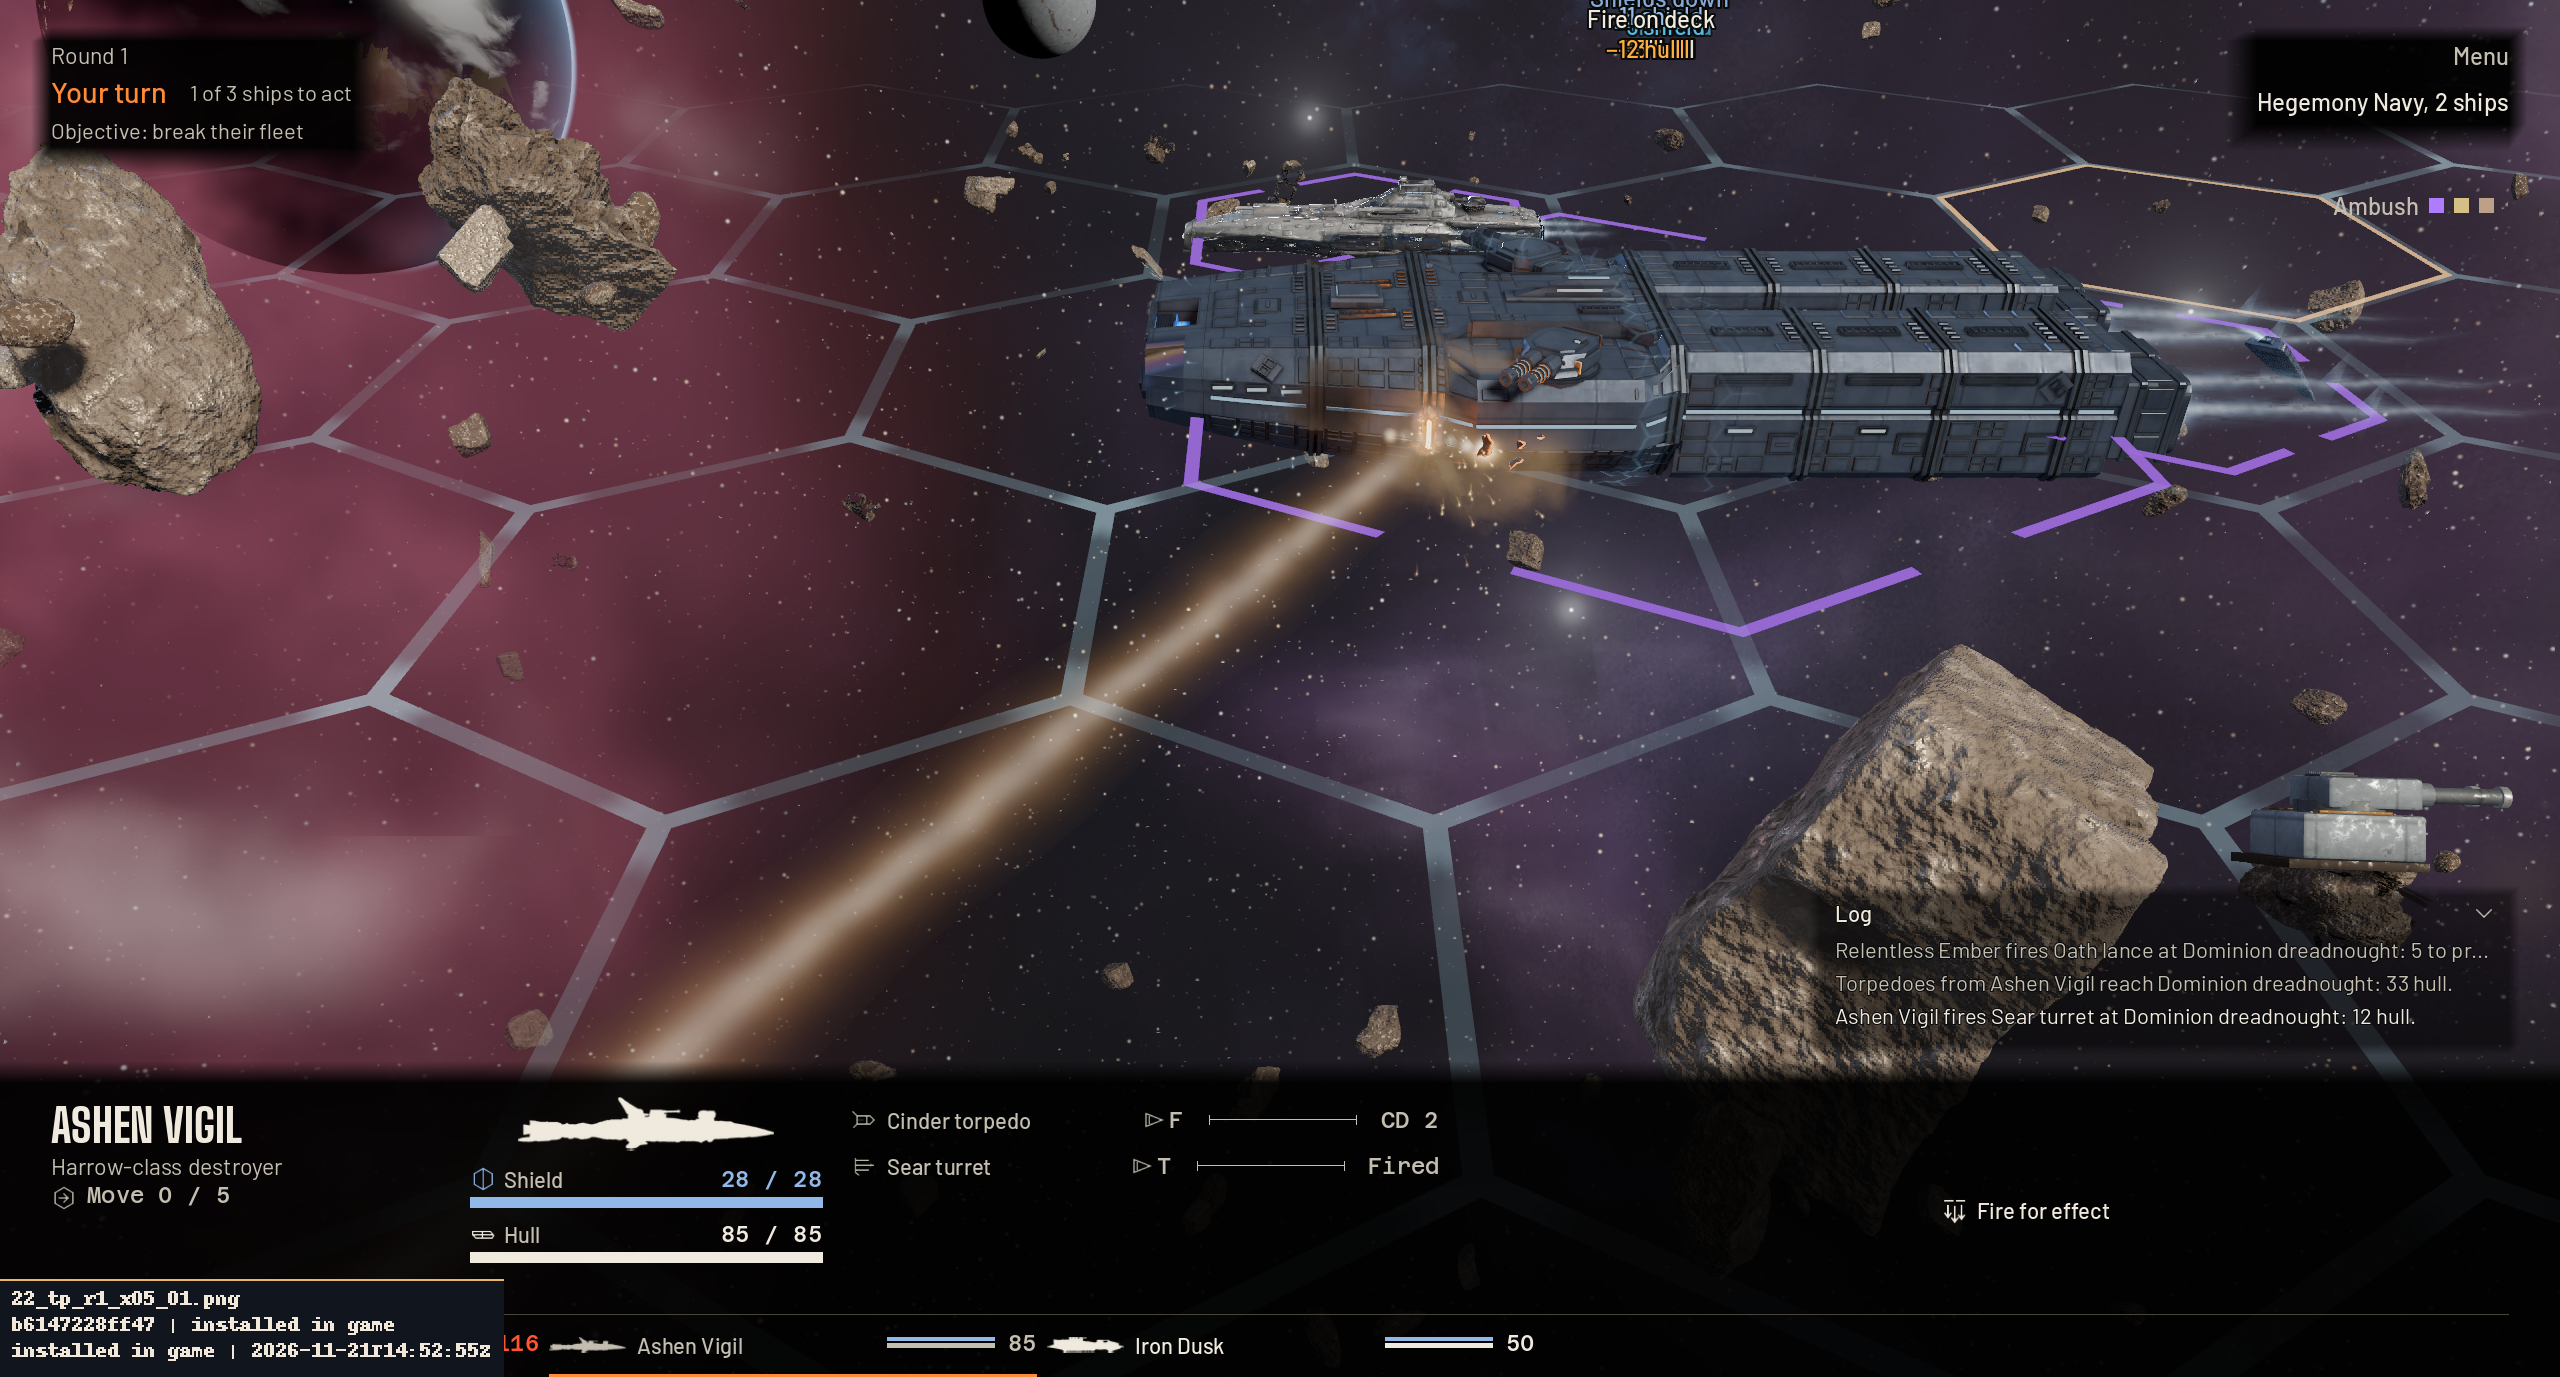 Fire on deck
Round 1
Your turn 1 of 3 ships to act
Objective: break their fleet
Menu
Hegemony Navy, 2 ships
Ambush
Log
Relentless Ember fires Oath lance at Dominion dreadnought: 5 to pr...
Torpedoes from Ashen Vigil reach Dominion dreadnought: 33 hull.
Ashen Vigil fires Sear turret at Dominion dreadnought: 12 hull.
ASHEN VIGIL
Harrow-class destroyer
Move 0 / 5
Shield 28 / 28
Hull 85 / 85
Cinder torpedo F CD 2
Sear turret T Fired
Fire for effect
22_tp_r1_x05_01.png
b6147228ff47 | installed in game
installed in game | 2026-11-21r14:52:55z
116 Ashen Vigil 85 Iron Dusk 50